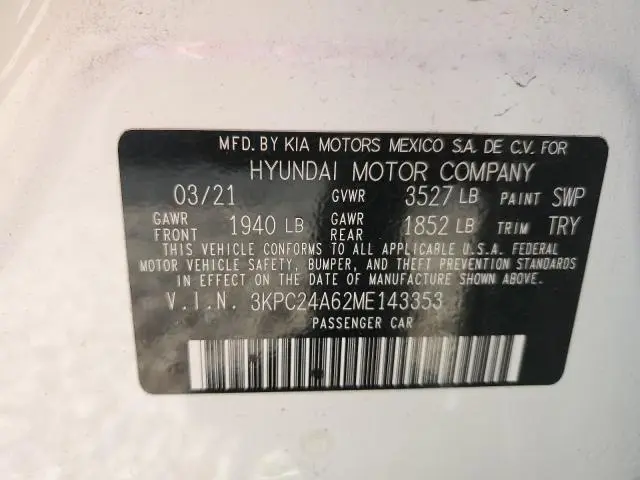 MFD. BY KIA MOTORS MEXICO S.A. DE C.V. FOR
HYUNDAI MOTOR COMPANY
03/21 GVWR 3527 LB PAINT SWP
GAWR FRONT 1940 LB GAWR REAR 1852 LB TRIM TRY
THIS VEHICLE CONFORMS TO ALL APPLICABLE U.S.A. FEDERAL
MOTOR VEHICLE SAFETY, BUMPER, AND THEFT PREVENTION STANDARDS
IN EFFECT ON THE DATE OF MANUFACTURE SHOWN ABOVE.
V.I.N. 3KPC24A62ME143353
PASSENGER CAR